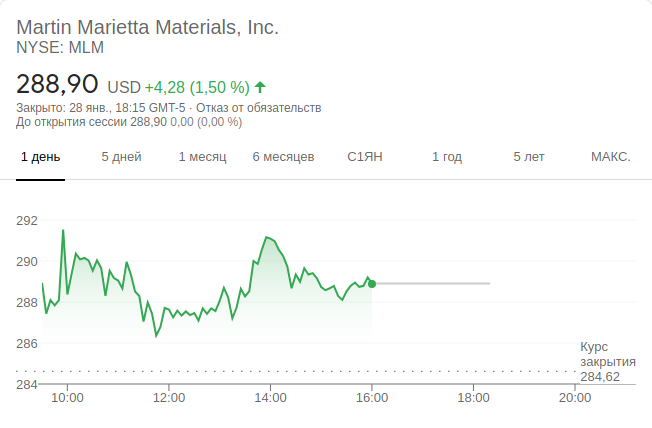 Martin Marietta Materials, Inc.
NYSE: MLM
288,90 USD +4,28 (1,50 %)
Закрыто: 28 янв., 18:15 GMT-5 · Отказ от обязательств
До открытия сессии 288,90 0,00 (0,00 %)
1 день 5 дней 1 месяц 6 месяцев С1ЯН 1 год 5 лет МАКС.
292
290
288
286
284
Курс
закрытия
284,62
10:00 12:00 14:00 16:00 18:00 20:00